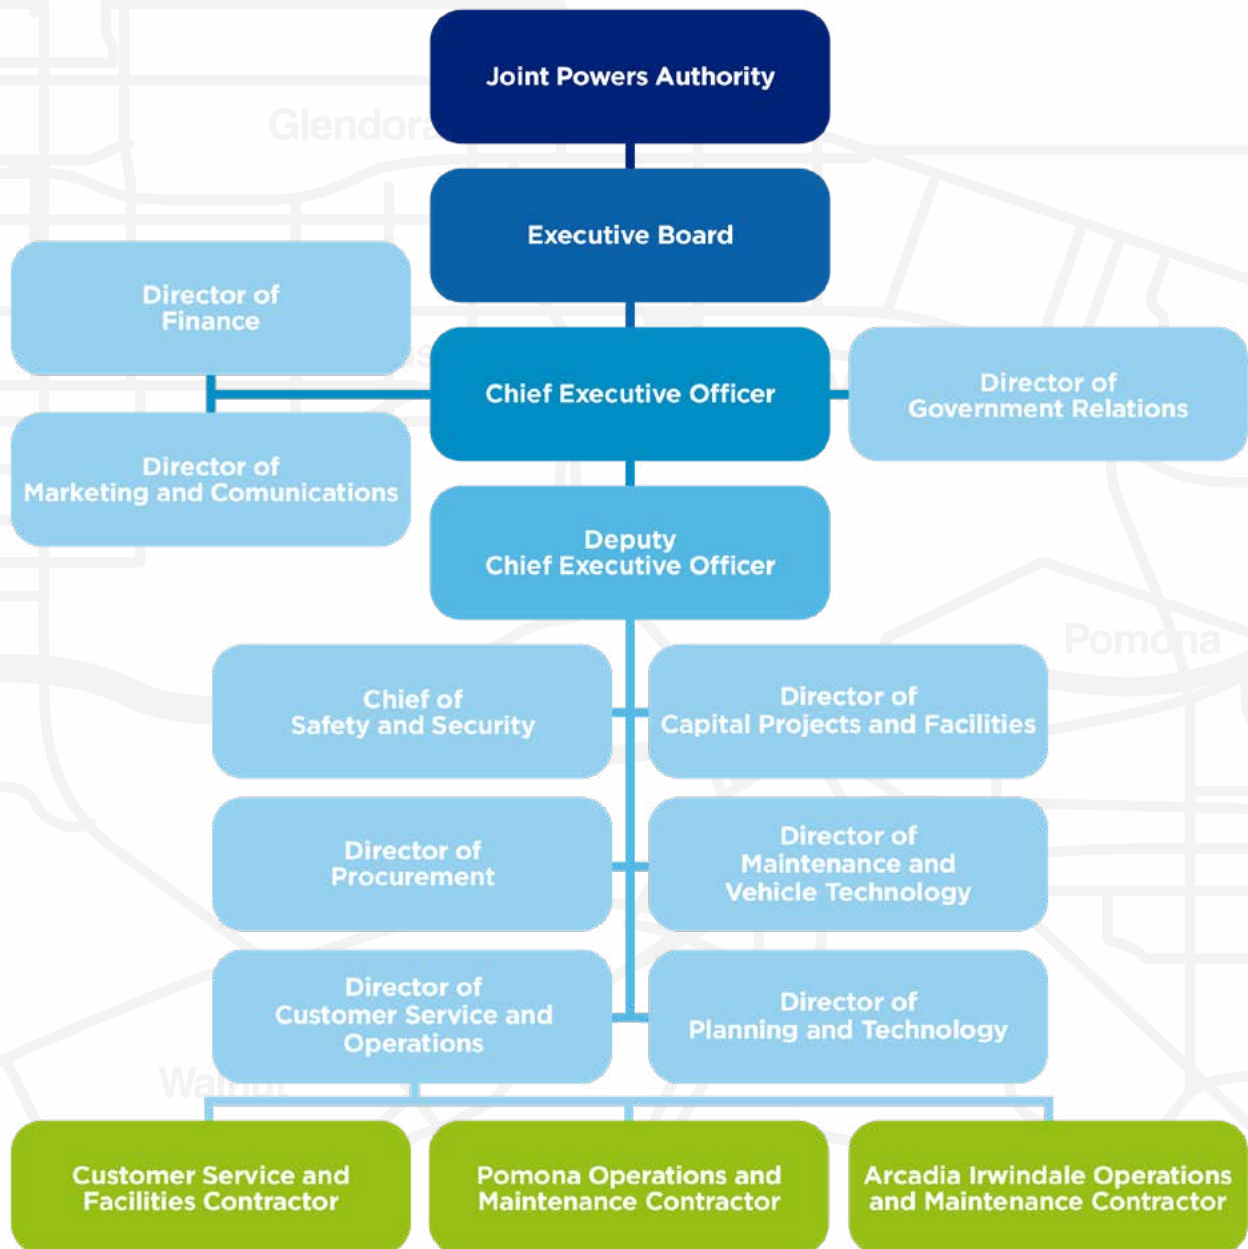 Joint Powers Authority
Glendora
Executive Board
Director of
Finance
Chief Executive Officer
Director of
Government Relations
Director of
Marketing and Comunications
Deputy
Chief Executive Officer
Pomona
Chief of
Safety and Security
Director of
Capital Projects and Facilities
Director of
Procurement
Director of
Maintenance and
Vehicle Technology
Director of
Customer Service and
Operations
Director of
Planning and Technology
Walnut
Customer Service and
Facilities Contractor
Pomona Operations and
Maintenance Contractor
Arcadia Irwindale Operations
and Maintenance Contractor